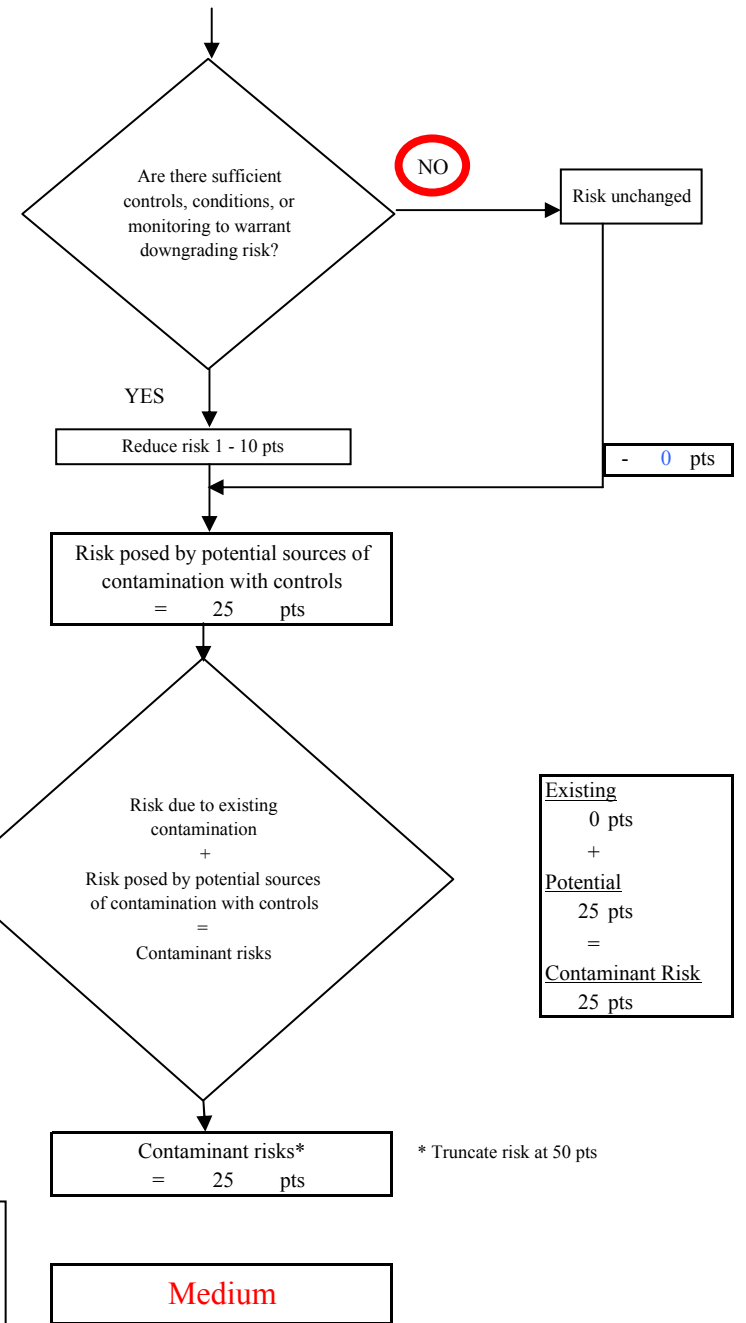 Are there sufficient
controls, conditions, or
monitoring to warrant
downgrading risk?
NO
Risk unchanged
YES
Reduce risk 1 - 10 pts
- 0 pts
Risk posed by potential sources of
contamination with controls
= 25 pts
Risk due to existing
contamination
+
Risk posed by potential sources
of contamination with controls
=
Contaminant risks
Existing
0 pts
+
Potential
25 pts
=
Contaminant Risk
25 pts
Contaminant risks*
= 25 pts
* Truncate risk at 50 pts
Medium